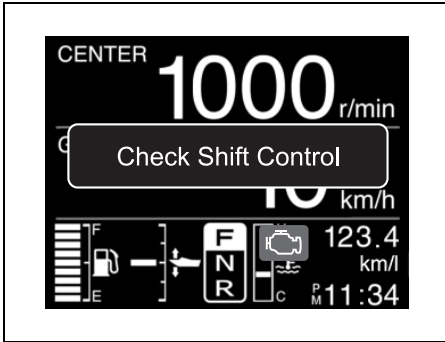 CENTER
1000 r/min
G
Check Shift Control
km/h
F F 123.4
N km/l
E R C PM 11:34